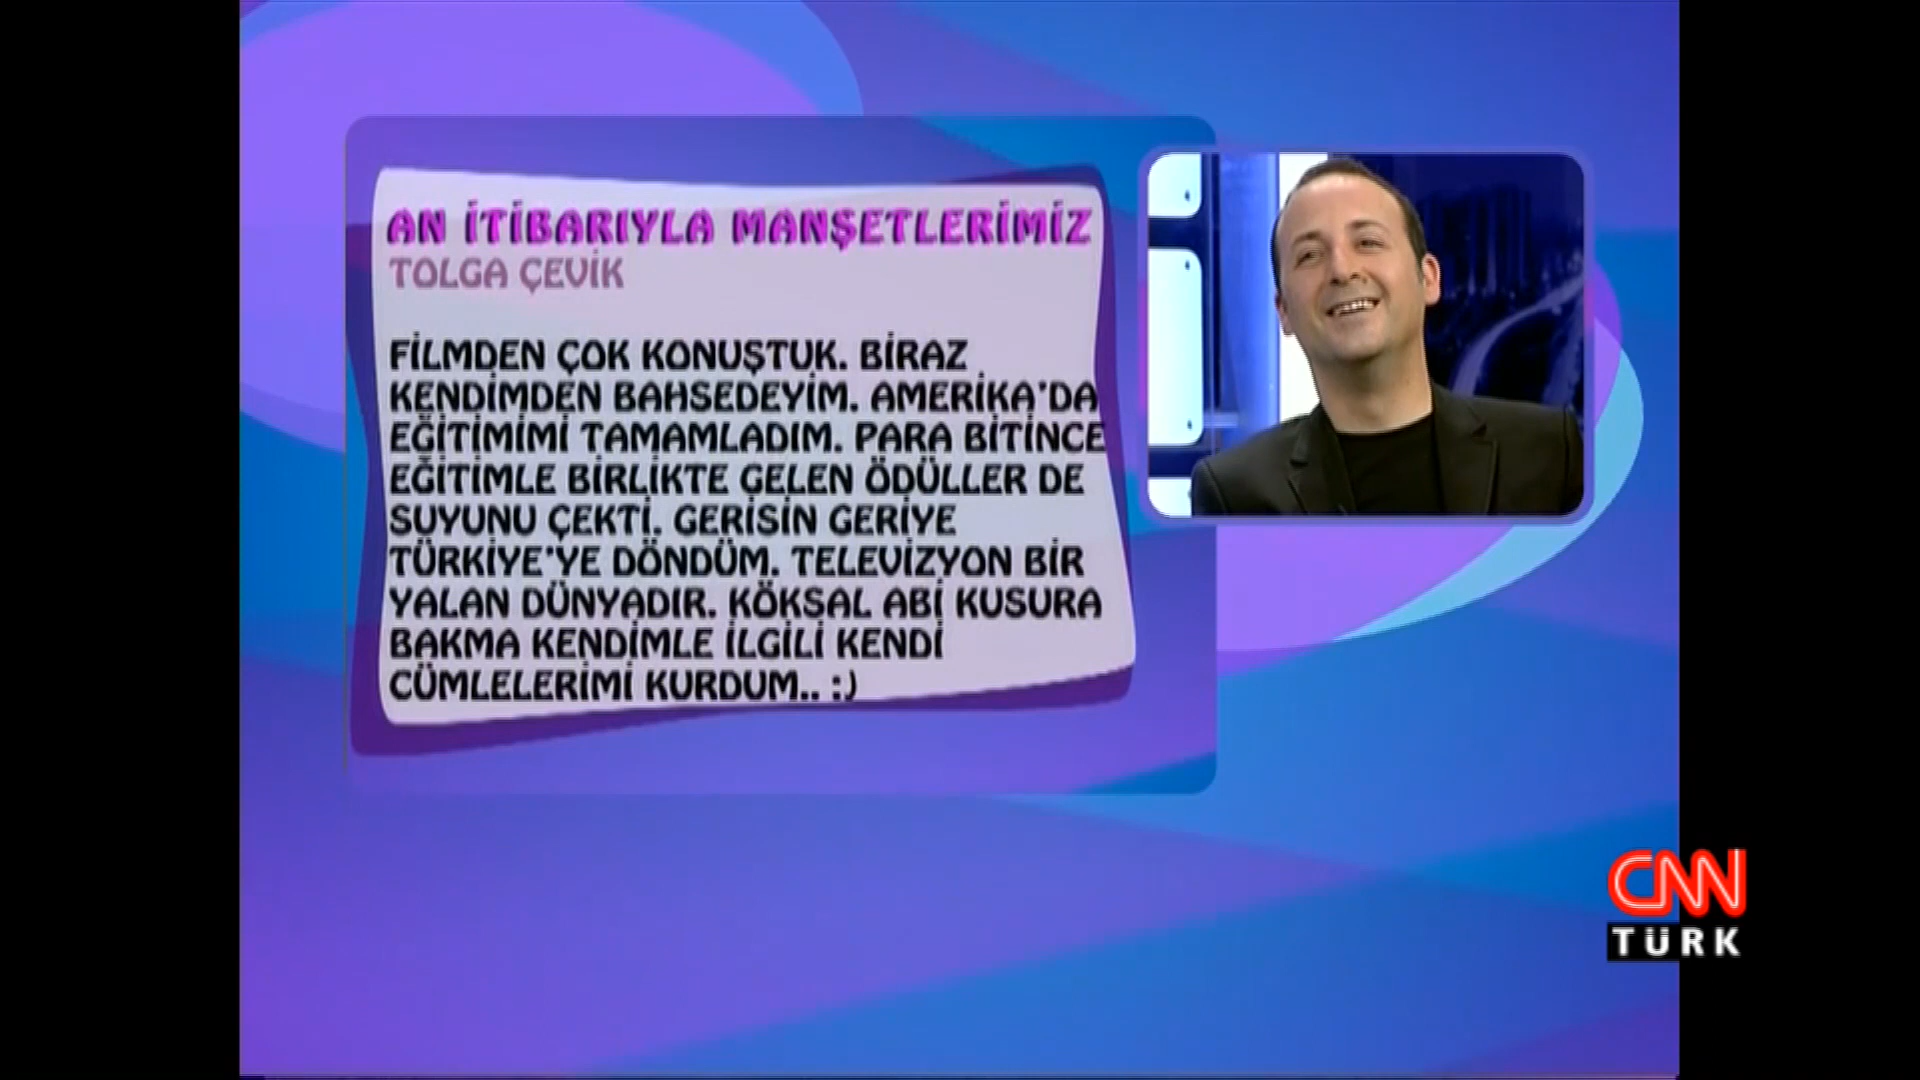 AN İTİBARIYLA MANŞETLERİMİZ
TOLGA ÇEVİK
FİLMDEN ÇOK KONUŞTUK. BİRAZ
KENDİMDEN BAHSEDEYİM. AMERİKA'DA
EĞİTİMİMİ TAMAMLADIM. PARA BİTİNCE
EĞİTİMLE BİRLİKTE GELEN ÖDÜLLER DE
SUYUNU ÇEKTİ. GERİSİN GERİYE
TÜRKİYE'YE DÖNDÜM. TELEVİZYON BİR
YALAN DÜNYADIR. KÖKSAL ABİ KUSURA
BAKMA KENDİMLE İLGİLİ KENDİ
CÜMLELERİMİ KURDUM.. :)
CNN
TÜRK